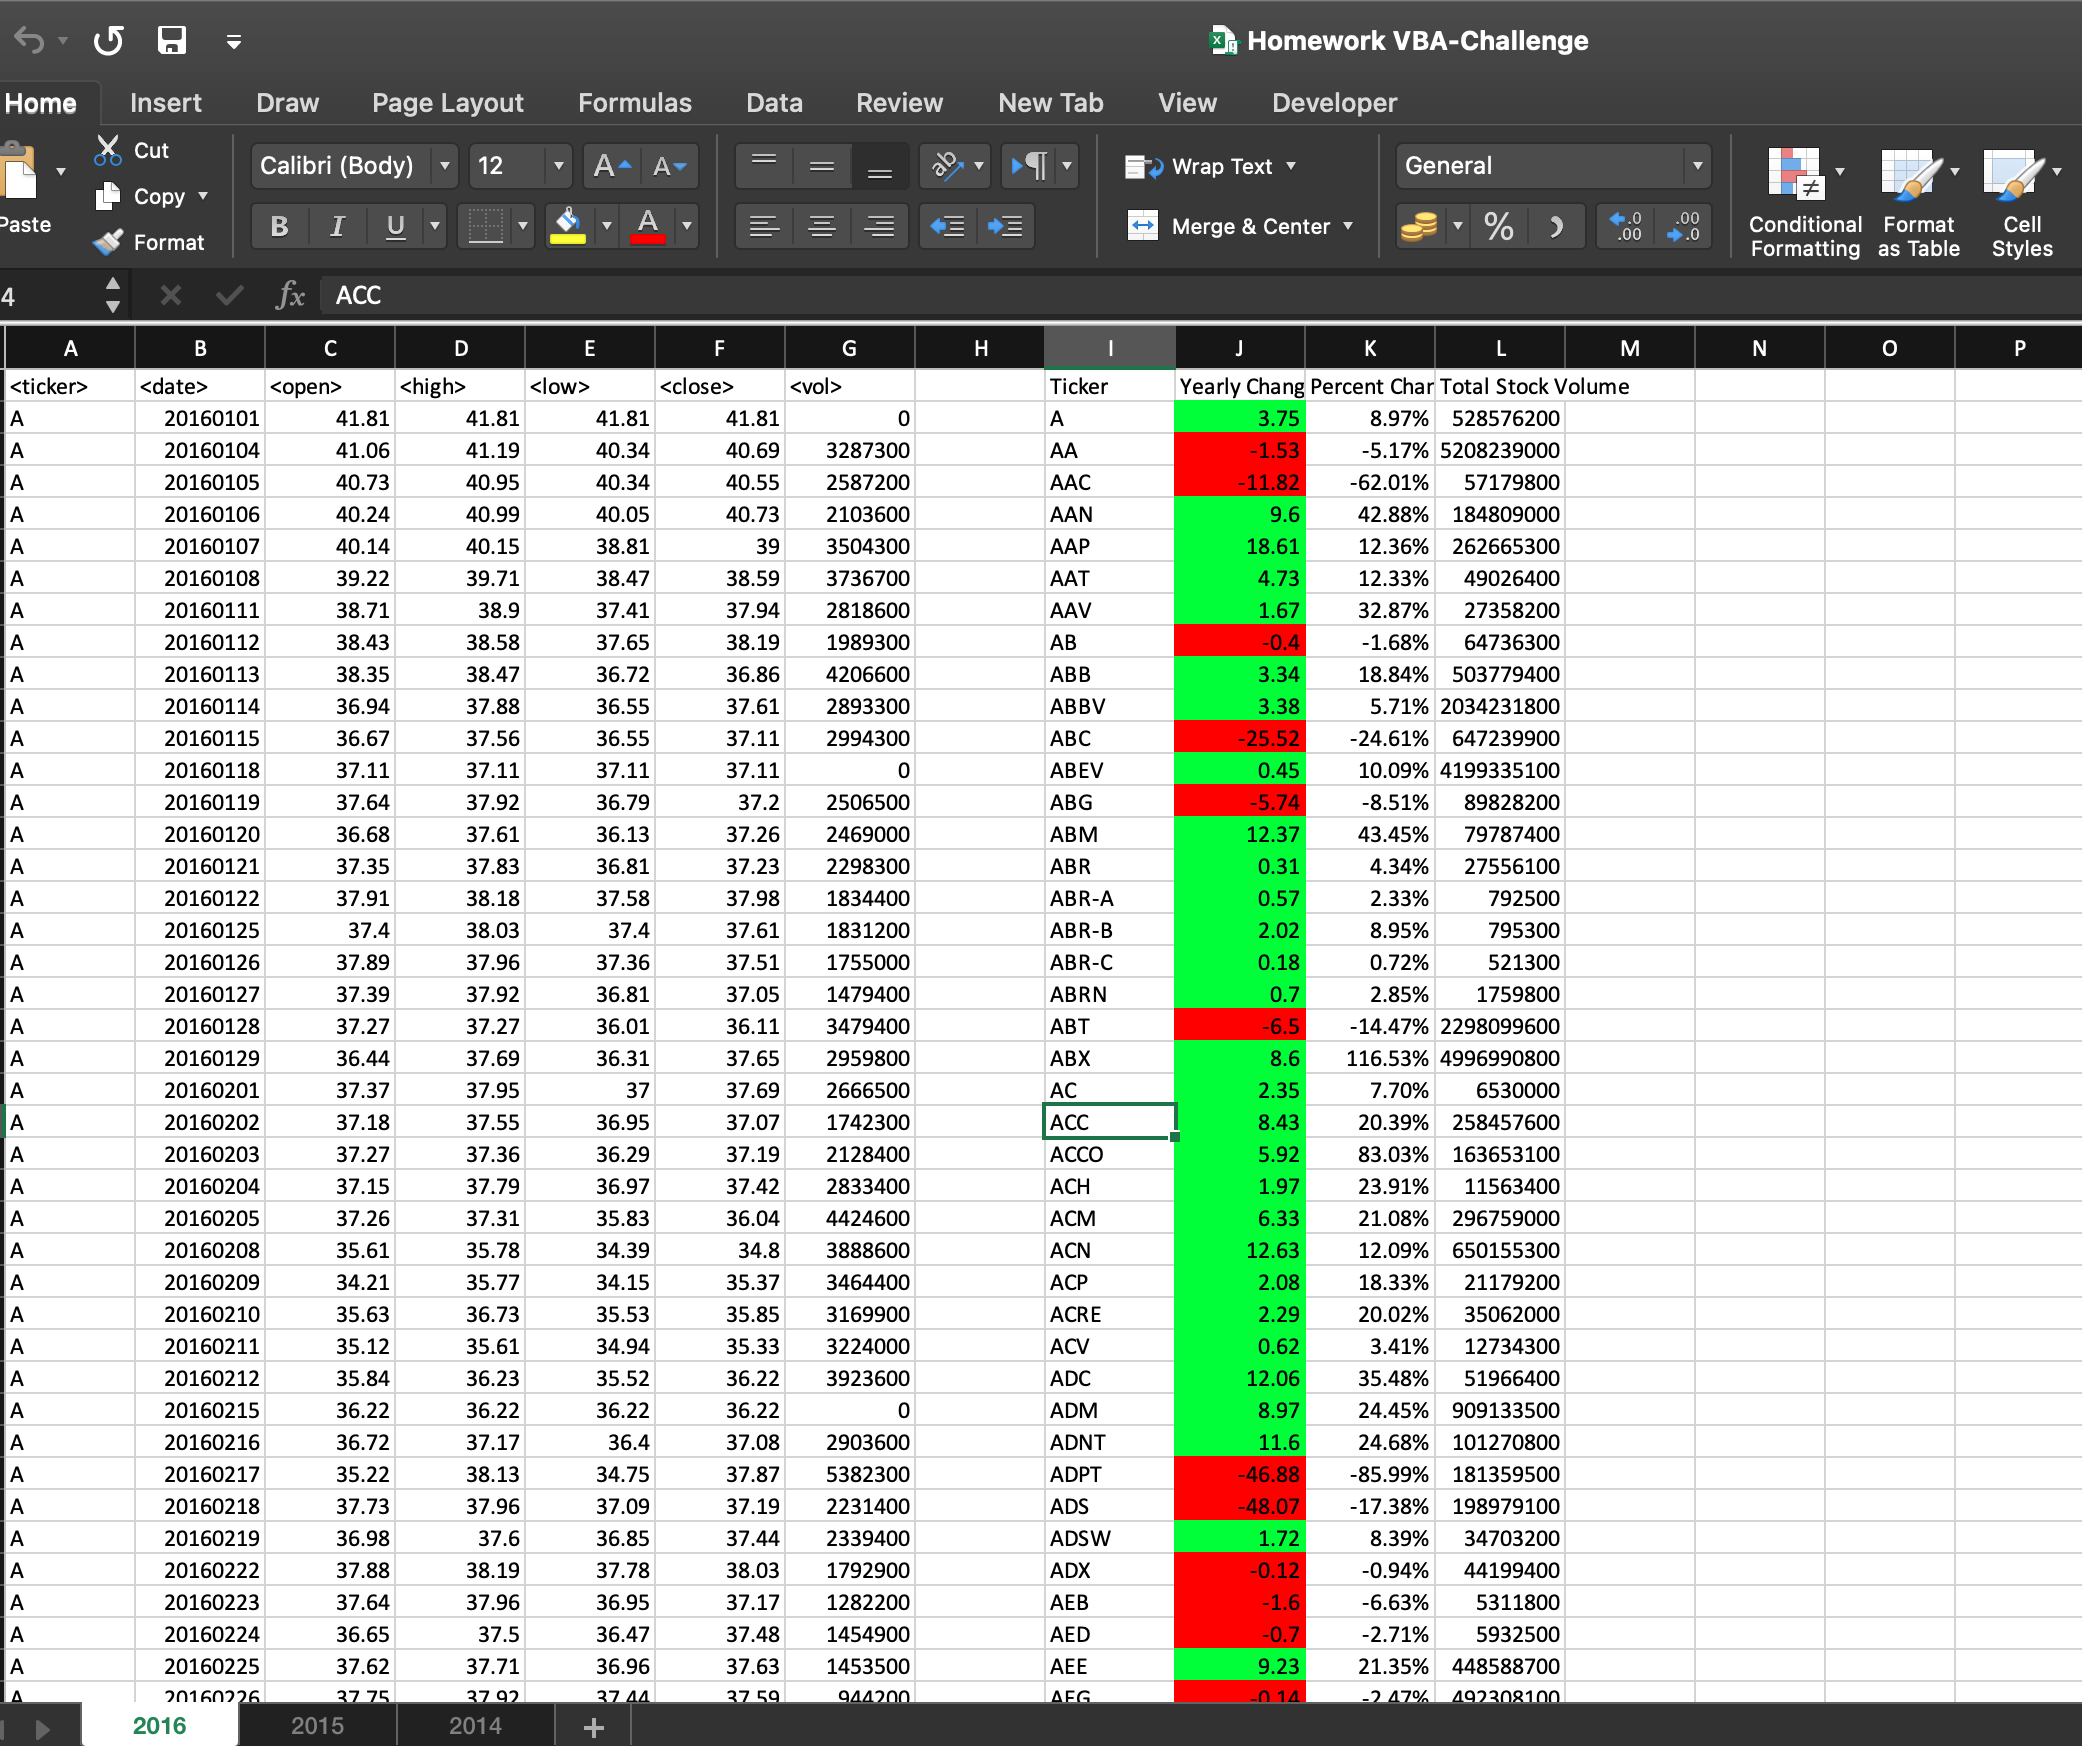 Homework VBA-Challenge
Home Insert Draw Page Layout Formulas Data Review New Tab View Developer
Paste Cut Copy Format Calibri (Body) 12 A A Wrap Text General
B I U A Merge & Center % Conditional Formatting Format as Table Cell Styles
4 fx ACC
A B C D E F G H I J K L M N O P
<ticker> <date> <open> <high> <low> <close> <vol> Ticker Yearly Chang Percent Char Total Stock Volume
A 20160101 41.81 41.81 41.81 41.81 0 A 3.75 8.97% 528576200
A 20160104 41.06 41.19 40.34 40.69 3287300 AA -1.53 -5.17% 5208239000
A 20160105 40.73 40.95 40.34 40.55 2587200 AAC -11.82 -62.01% 57179800
A 20160106 40.24 40.99 40.05 40.73 2103600 AAN 9.6 42.88% 184809000
A 20160107 40.14 40.15 38.81 39 3504300 AAP 18.61 12.36% 262665300
A 20160108 39.22 39.71 38.47 38.59 3736700 AAT 4.73 12.33% 49026400
A 20160111 38.71 38.9 37.41 37.94 2818600 AAV 1.67 32.87% 27358200
A 20160112 38.43 38.58 37.65 38.19 1989300 AB -0.4 -1.68% 64736300
A 20160113 38.35 38.47 36.72 36.86 4206600 ABB 3.34 18.84% 503779400
A 20160114 36.94 37.88 36.55 37.61 2893300 ABBV 3.38 5.71% 2034231800
A 20160115 36.67 37.56 36.55 37.11 2994300 ABC -25.52 -24.61% 647239900
A 20160118 37.11 37.11 37.11 37.11 0 ABEV 0.45 10.09% 4199335100
A 20160119 37.64 37.92 36.79 37.2 2506500 ABG -5.74 -8.51% 89828200
A 20160120 36.68 37.61 36.13 37.26 2469000 ABM 12.37 43.45% 79787400
A 20160121 37.35 37.83 36.81 37.23 2298300 ABR 0.31 4.34% 27556100
A 20160122 37.91 38.18 37.58 37.98 1834400 ABR-A 0.57 2.33% 792500
A 20160125 37.4 38.03 37.4 37.61 1831200 ABR-B 2.02 8.95% 795300
A 20160126 37.89 37.96 37.36 37.51 1755000 ABR-C 0.18 0.72% 521300
A 20160127 37.39 37.92 36.81 37.05 1479400 ABRN 0.7 2.85% 1759800
A 20160128 37.27 37.27 36.01 36.11 3479400 ABT -6.5 -14.47% 2298099600
A 20160129 36.44 37.69 36.31 37.65 2959800 ABX 8.6 116.53% 4996990800
A 20160201 37.37 37.95 37 37.69 2666500 AC 2.35 7.70% 6530000
A 20160202 37.18 37.55 36.95 37.07 1742300 ACC 8.43 20.39% 258457600
A 20160203 37.27 37.36 36.29 37.19 2128400 ACCO 5.92 83.03% 163653100
A 20160204 37.15 37.79 36.97 37.42 2833400 ACH 1.97 23.91% 11563400
A 20160205 37.26 37.31 35.83 36.04 4424600 ACM 6.33 21.08% 296759000
A 20160208 35.61 35.78 34.39 34.8 3888600 ACN 12.63 12.09% 650155300
A 20160209 34.21 35.77 34.15 35.37 3464400 ACP 2.08 18.33% 21179200
A 20160210 35.63 36.73 35.53 35.85 3169900 ACRE 2.29 20.02% 35062000
A 20160211 35.12 35.61 34.94 35.33 3224000 ACV 0.62 3.41% 12734300
A 20160212 35.84 36.23 35.52 36.22 3923600 ADC 12.06 35.48% 51966400
A 20160215 36.22 36.22 36.22 36.22 0 ADM 8.97 24.45% 909133500
A 20160216 36.72 37.17 36.4 37.08 2903600 ADNT 11.6 24.68% 101270800
A 20160217 35.22 38.13 34.75 37.87 5382300 ADPT -46.88 -85.99% 181359500
A 20160218 37.73 37.96 37.09 37.19 2231400 ADS -48.07 -17.38% 198979100
A 20160219 36.98 37.6 36.85 37.44 2339400 ADSW 1.72 8.39% 34703200
A 20160222 37.88 38.19 37.78 38.03 1792900 ADX -0.12 -0.94% 44199400
A 20160223 37.64 37.96 36.95 37.17 1282200 AEB -1.6 -6.63% 5311800
A 20160224 36.65 37.5 36.47 37.48 1454900 AED -0.7 -2.71% 5932500
A 20160225 37.62 37.71 36.96 37.63 1453500 AEE 9.23 21.35% 448588700
A 20160226 37.75 37.92 37.44 37.59 944200 AEG -0.14 -2.47% 492308100
2016 2015 2014 +